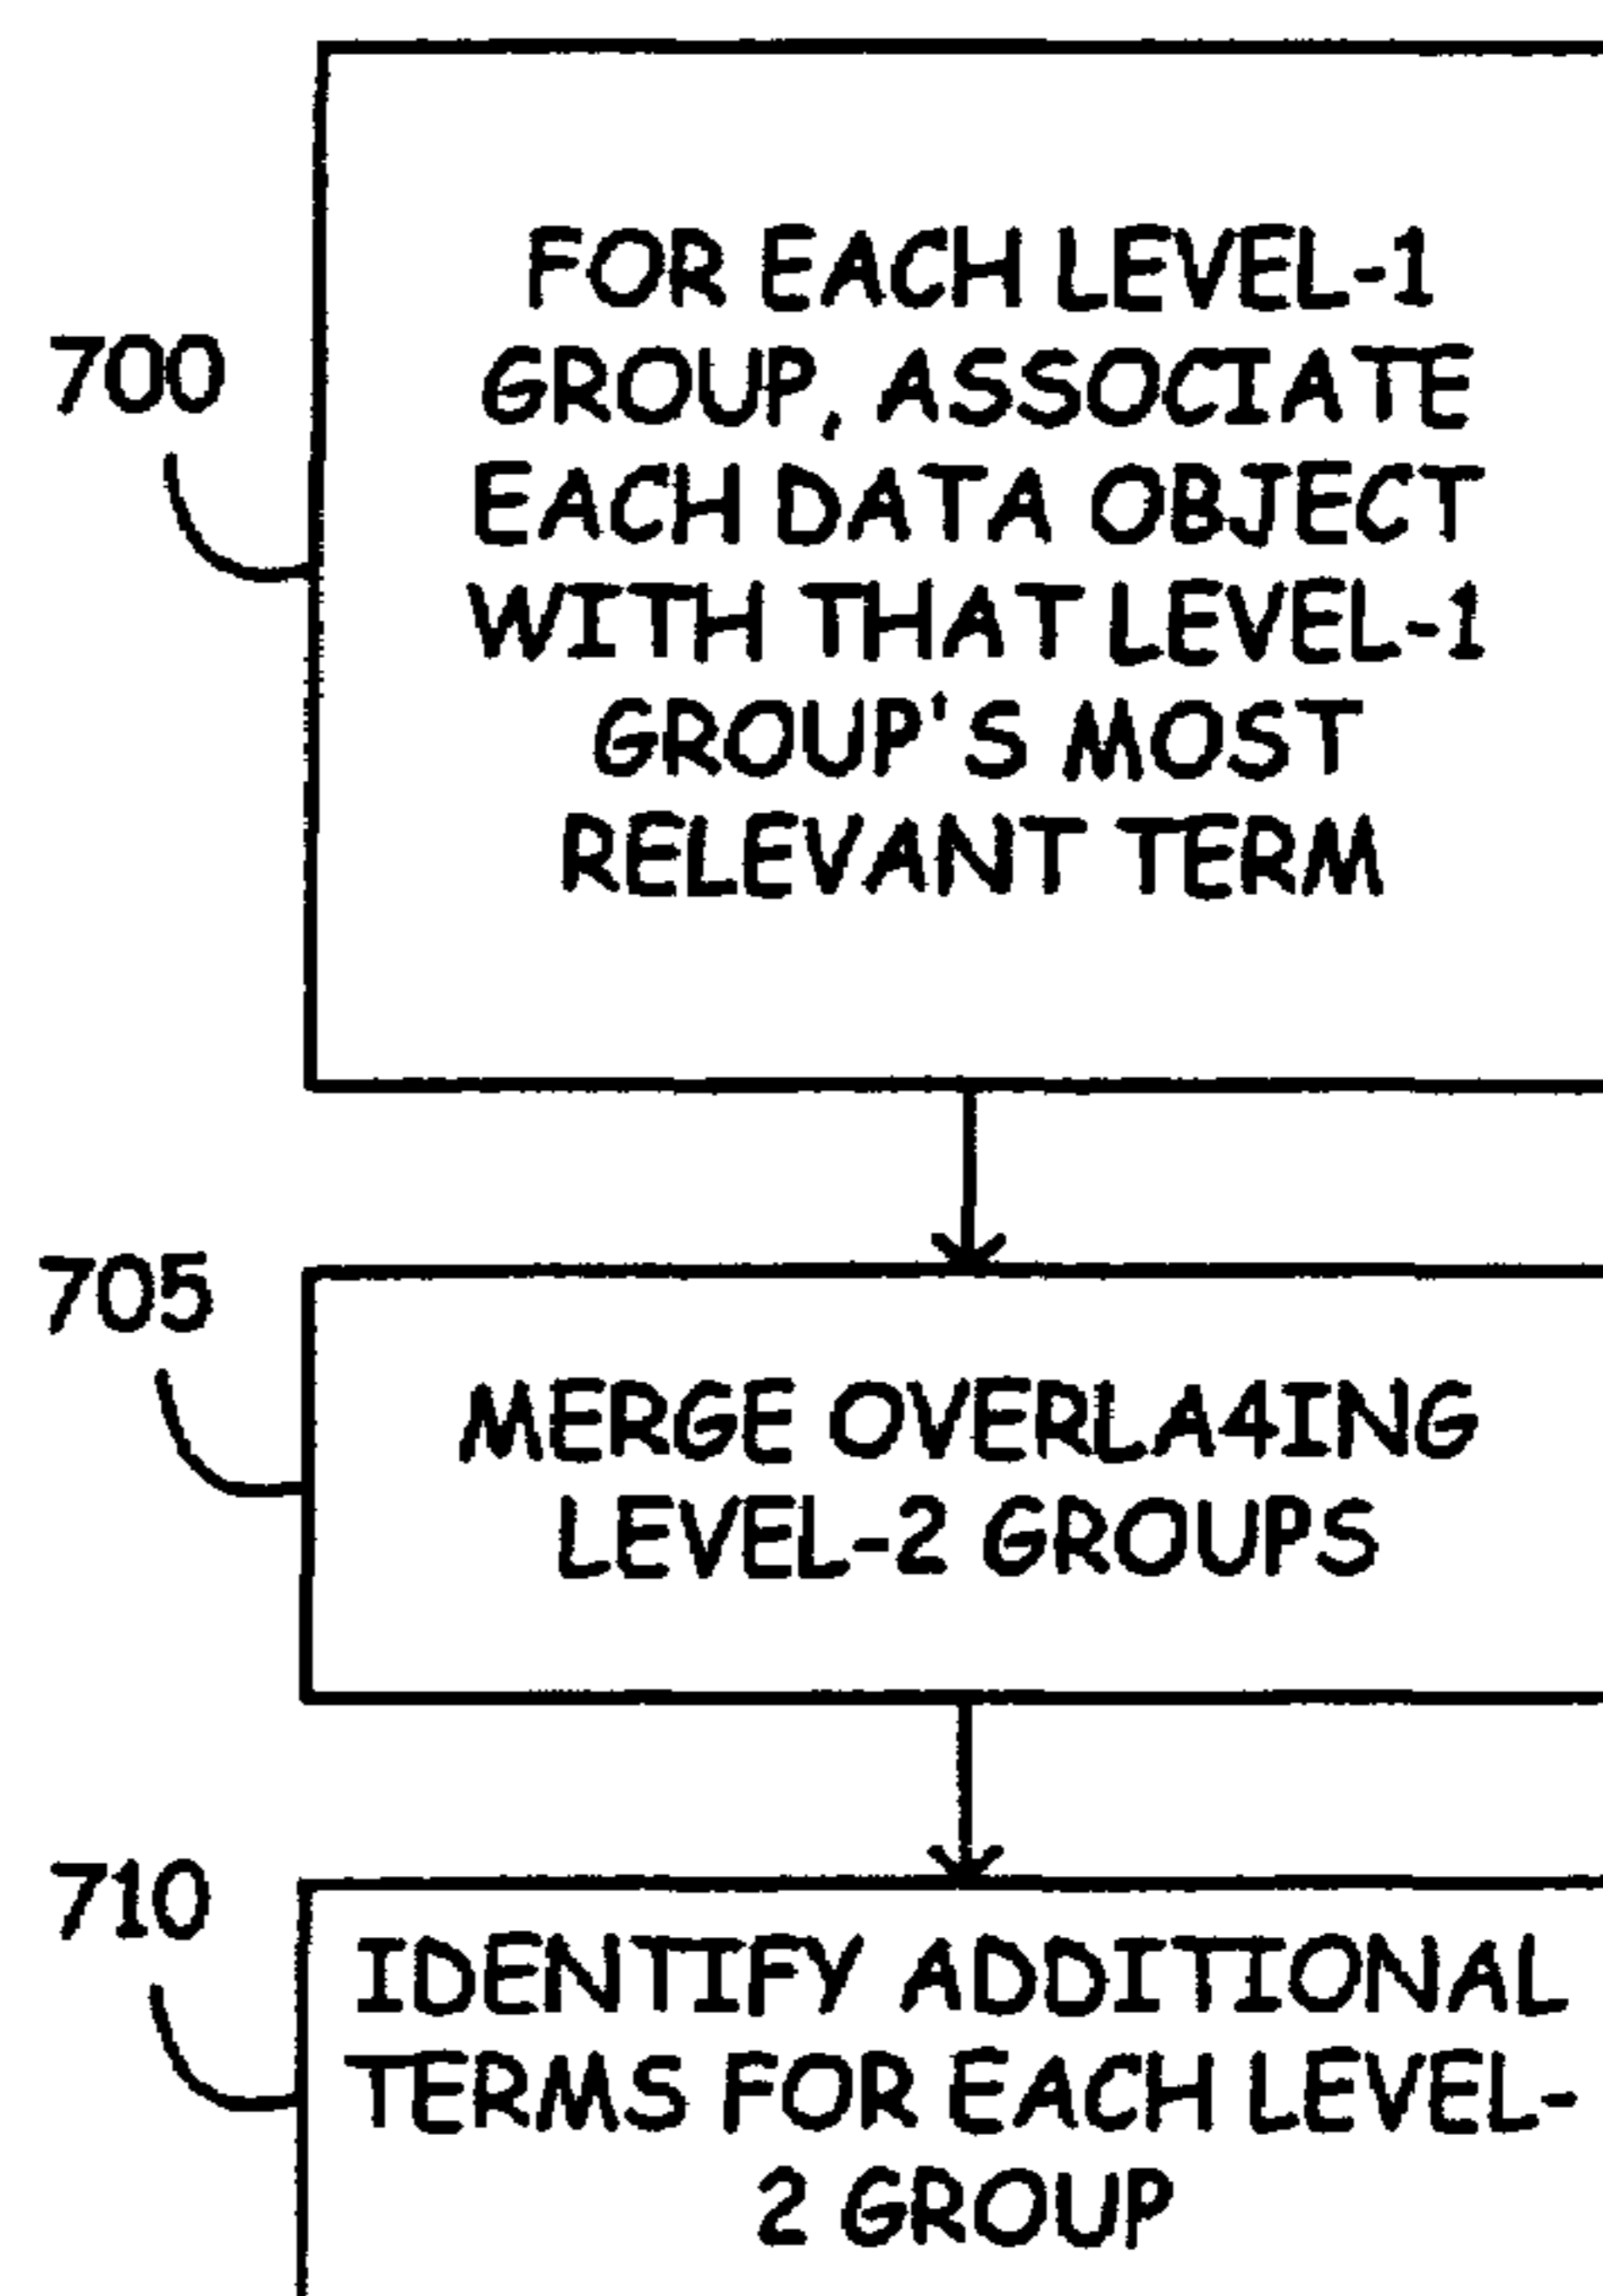 700
FOR EACH LEVEL-1
GROUP, ASSOCIATE
EACH DATA OBJECT
WITH THAT LEVEL-1
GROUP'S MOST
RELEVANT TERM
705
MERGE OVERLA4ING
LEVEL-2 GROUPS
710
IDENTIFY ADDITIONAL
TERMS FOR EACH LEVEL-
2 GROUP